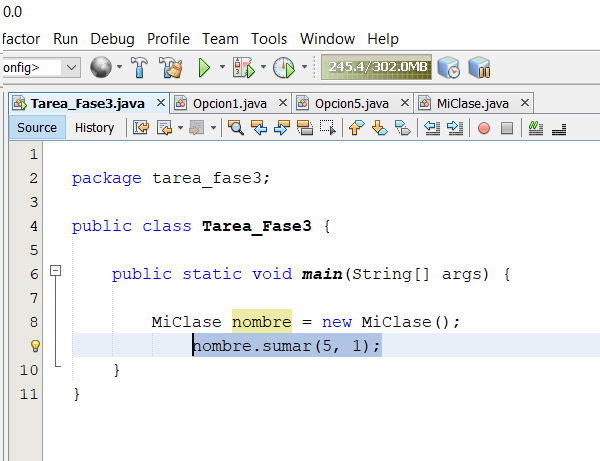 0.0
factor Run Debug Profile Team Tools Window Help
onfig> 245.4/302.0MB
Tarea_Fase3.java Opcion1.java Opcion5.java MiClase.java
Source History
1
2 package tarea_fase3;
3
4 public class Tarea_Fase3 {
5
6 public static void main(String[] args) {
7
8 MiClase nombre = new MiClase();
nombre.sumar(5, 1);
10 }
11 }